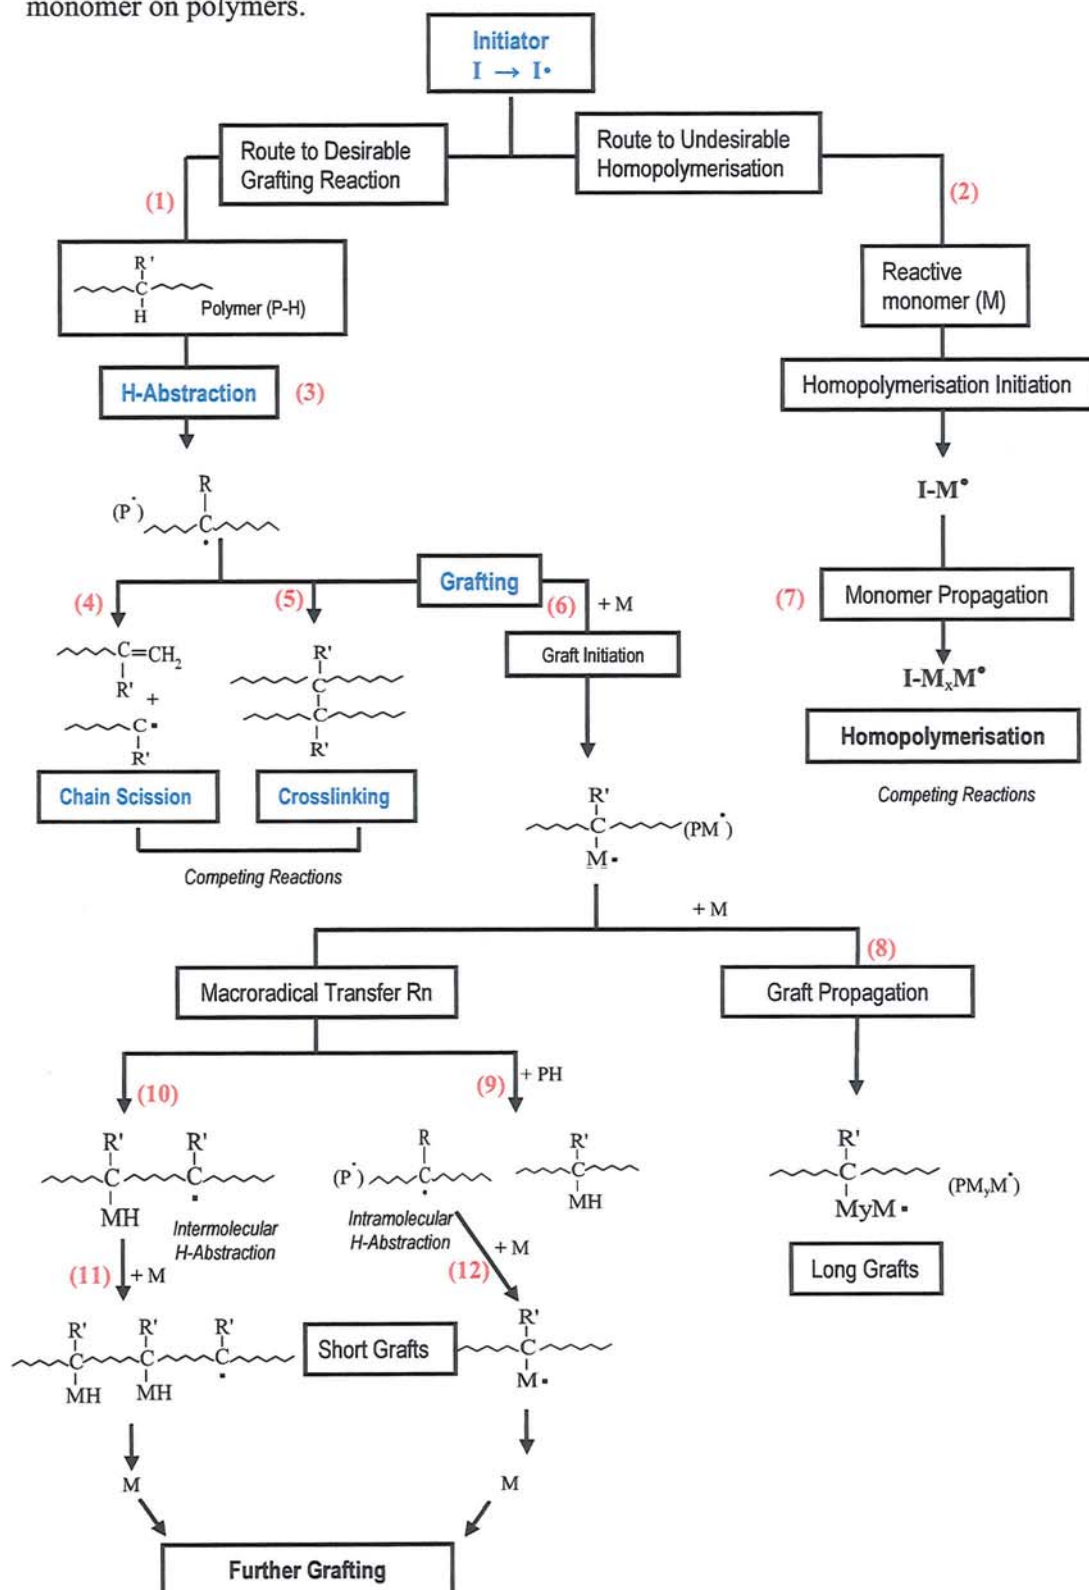 monomer on polymers.
Initiator
I → I•
Route to Desirable
Grafting Reaction
Route to Undesirable
Homopolymerisation
(1)
(2)
R'
C
H
Polymer (P-H)
Reactive
monomer (M)
H-Abstraction
(3)
Homopolymerisation Initiation
R
(P•)
C
•
I-M•
Grafting
(4)
(5)
(6)
+ M
(7)
Monomer Propagation
C=CH₂
R'
+
C•
R'
R'
C
C
R'
Graft Initiation
I-MₓM•
Homopolymerisation
Chain Scission
Crosslinking
Competing Reactions
R'
C
(PM•)
M•
Competing Reactions
+ M
(8)
Macroradical Transfer Rn
Graft Propagation
(10)
(9)
+ PH
R'
R'
C
C
•
MH
Intermolecular
H-Abstraction
R
(P•)
C
•
Intramolecular
H-Abstraction
R'
C
MH
R'
C
(PMyM•)
MyM•
Long Grafts
(11)
+ M
(12)
+ M
R'
R'
R'
C
C
C
•
MH
MH
Short Grafts
R'
C
M•
M
M
Further Grafting